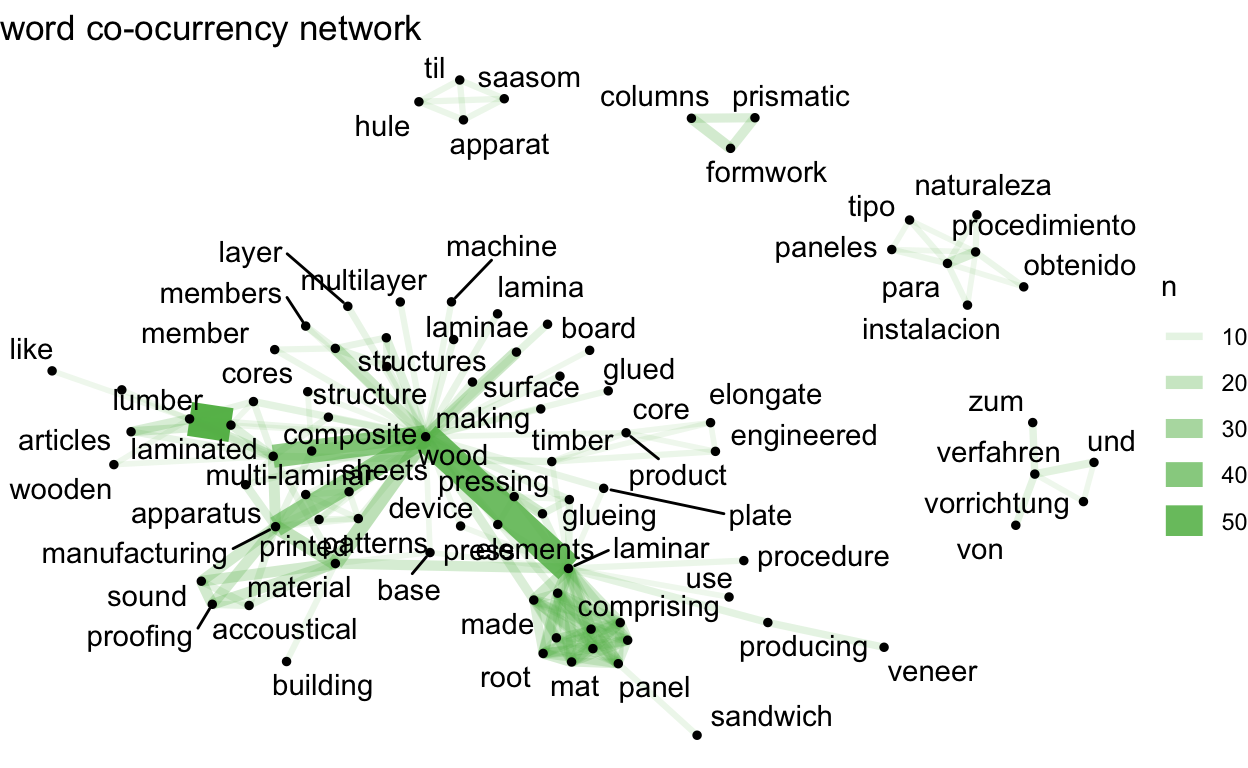 word co-ocurrency network
til
saasom
hule
apparat
columns
prismatic
formwork
naturaleza
tipo
procedimiento
paneles
obtenido
para
instalacion
n
10
20
30
40
50
layer
machine
multilayer
members
lamina
member
laminae
board
like
structures
cores
glued
surface
lumber
structure
making
core
elongate
articles
laminated
composite
timber
engineered
wood
multi-laminar
sheets
pressing
product
wooden
apparatus
device
glueing
plate
manufacturing
printed
patterns
press
elements
laminar
procedure
sound
material
base
use
comprising
proofing
accoustical
made
producing
veneer
root
mat
panel
building
sandwich
zum
und
verfahren
vorrichtung
von